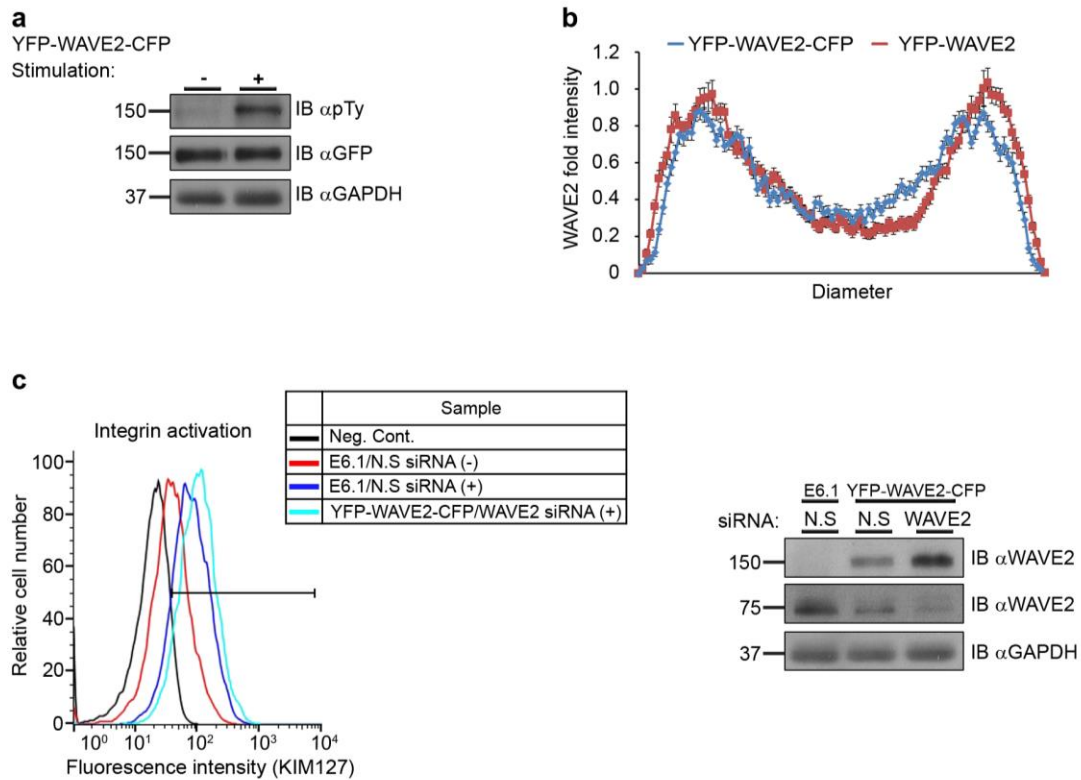 a
YFP-WAVE2-CFP
Stimulation:
- +
150 IB αpTy
150 IB αGFP
37 IB αGAPDH
b
YFP-WAVE2-CFP YFP-WAVE2
1.2
1.0
0.8
0.6
0.4
0.2
0
WAVE2 fold intensity
Diameter
c
Integrin activation
Sample
Neg. Cont.
E6.1/N.S siRNA (-)
E6.1/N.S siRNA (+)
YFP-WAVE2-CFP/WAVE2 siRNA (+)
100
80
60
40
20
0
Relative cell number
10⁰ 10¹ 10² 10³ 10⁴
Fluorescence intensity (KIM127)
E6.1 YFP-WAVE2-CFP
siRNA: N.S N.S WAVE2
150 IB αWAVE2
75 IB αWAVE2
37 IB αGAPDH